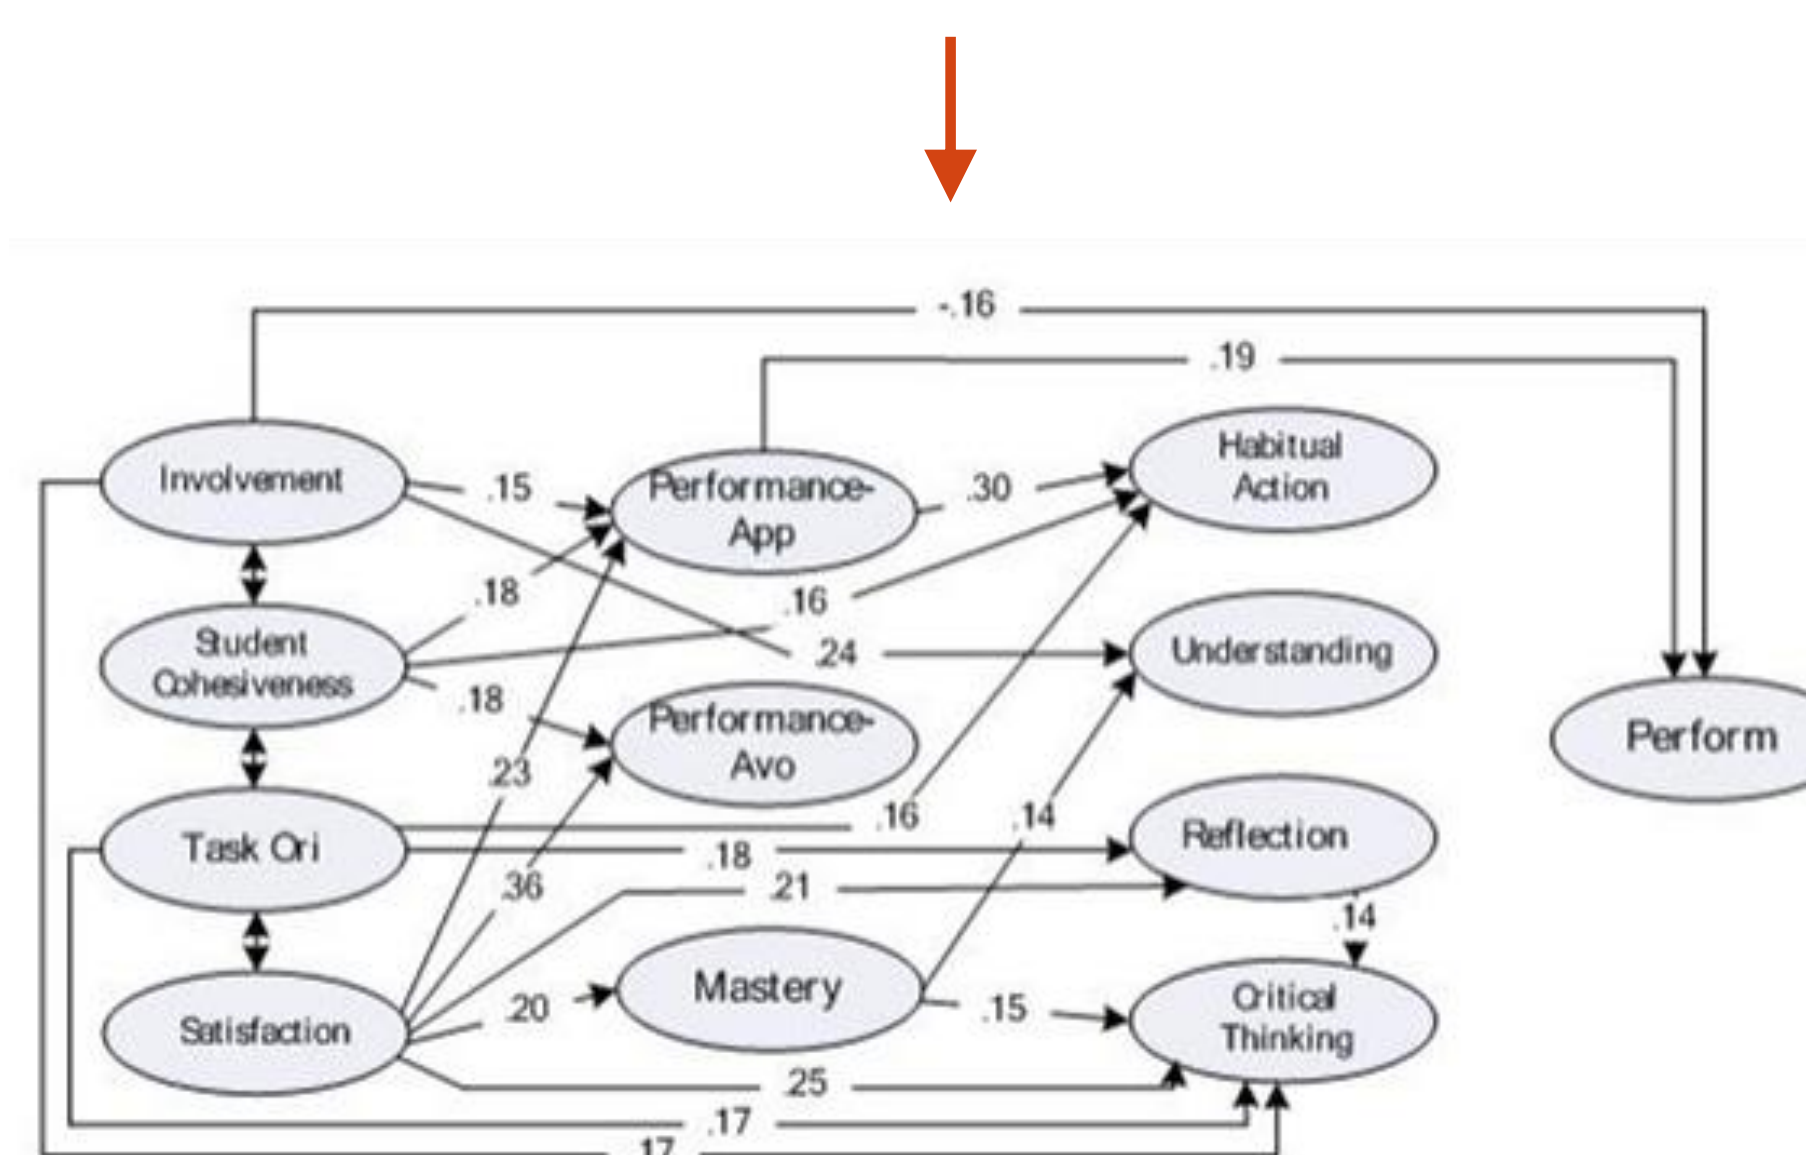 -.16
.19
Habitual
Action
Involvement
.15
Performance-
App
.30
.18
.16
Student
Cohesiveness
.24
Understanding
.18
Performance-
Avo
Perform
.23
.16
.14
Task Ori
.18
Reflection
.36
.21
.14
Mastery
.20
.15
Critical
Thinking
Satisfaction
.25
.17
.17